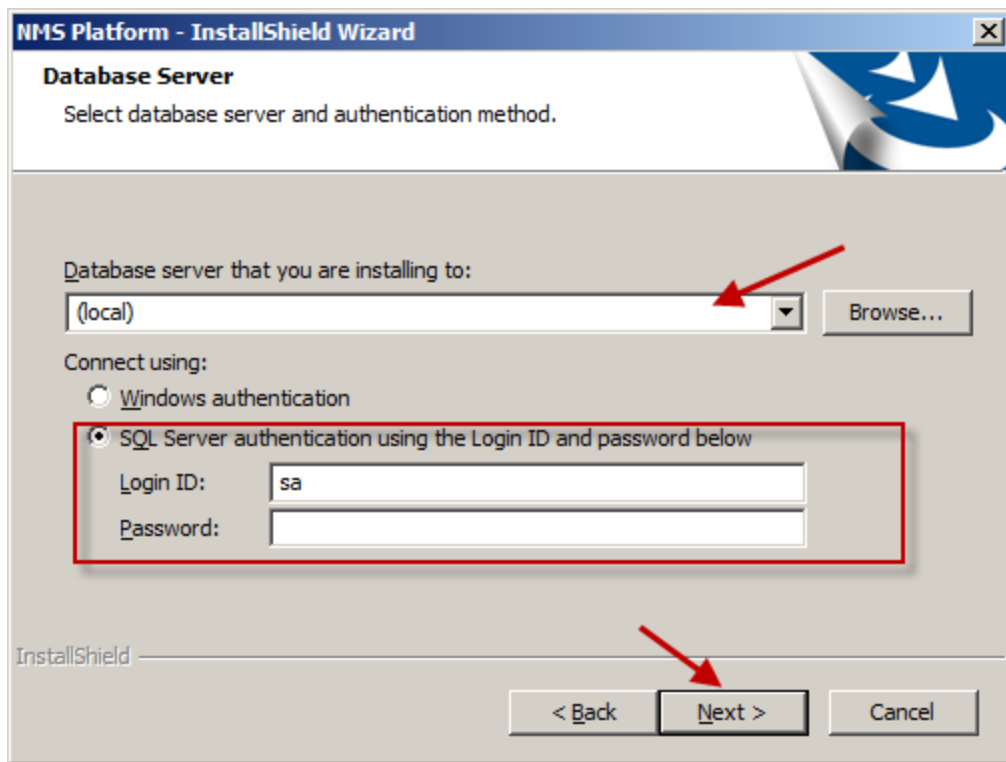 NMS Platform - InstallShield Wizard
Database Server
Select database server and authentication method.
Database server that you are installing to:
(local)
Browse...
Connect using:
Windows authentication
SQL Server authentication using the Login ID and password below
Login ID:
sa
Password:
InstallShield
< Back
Next >
Cancel